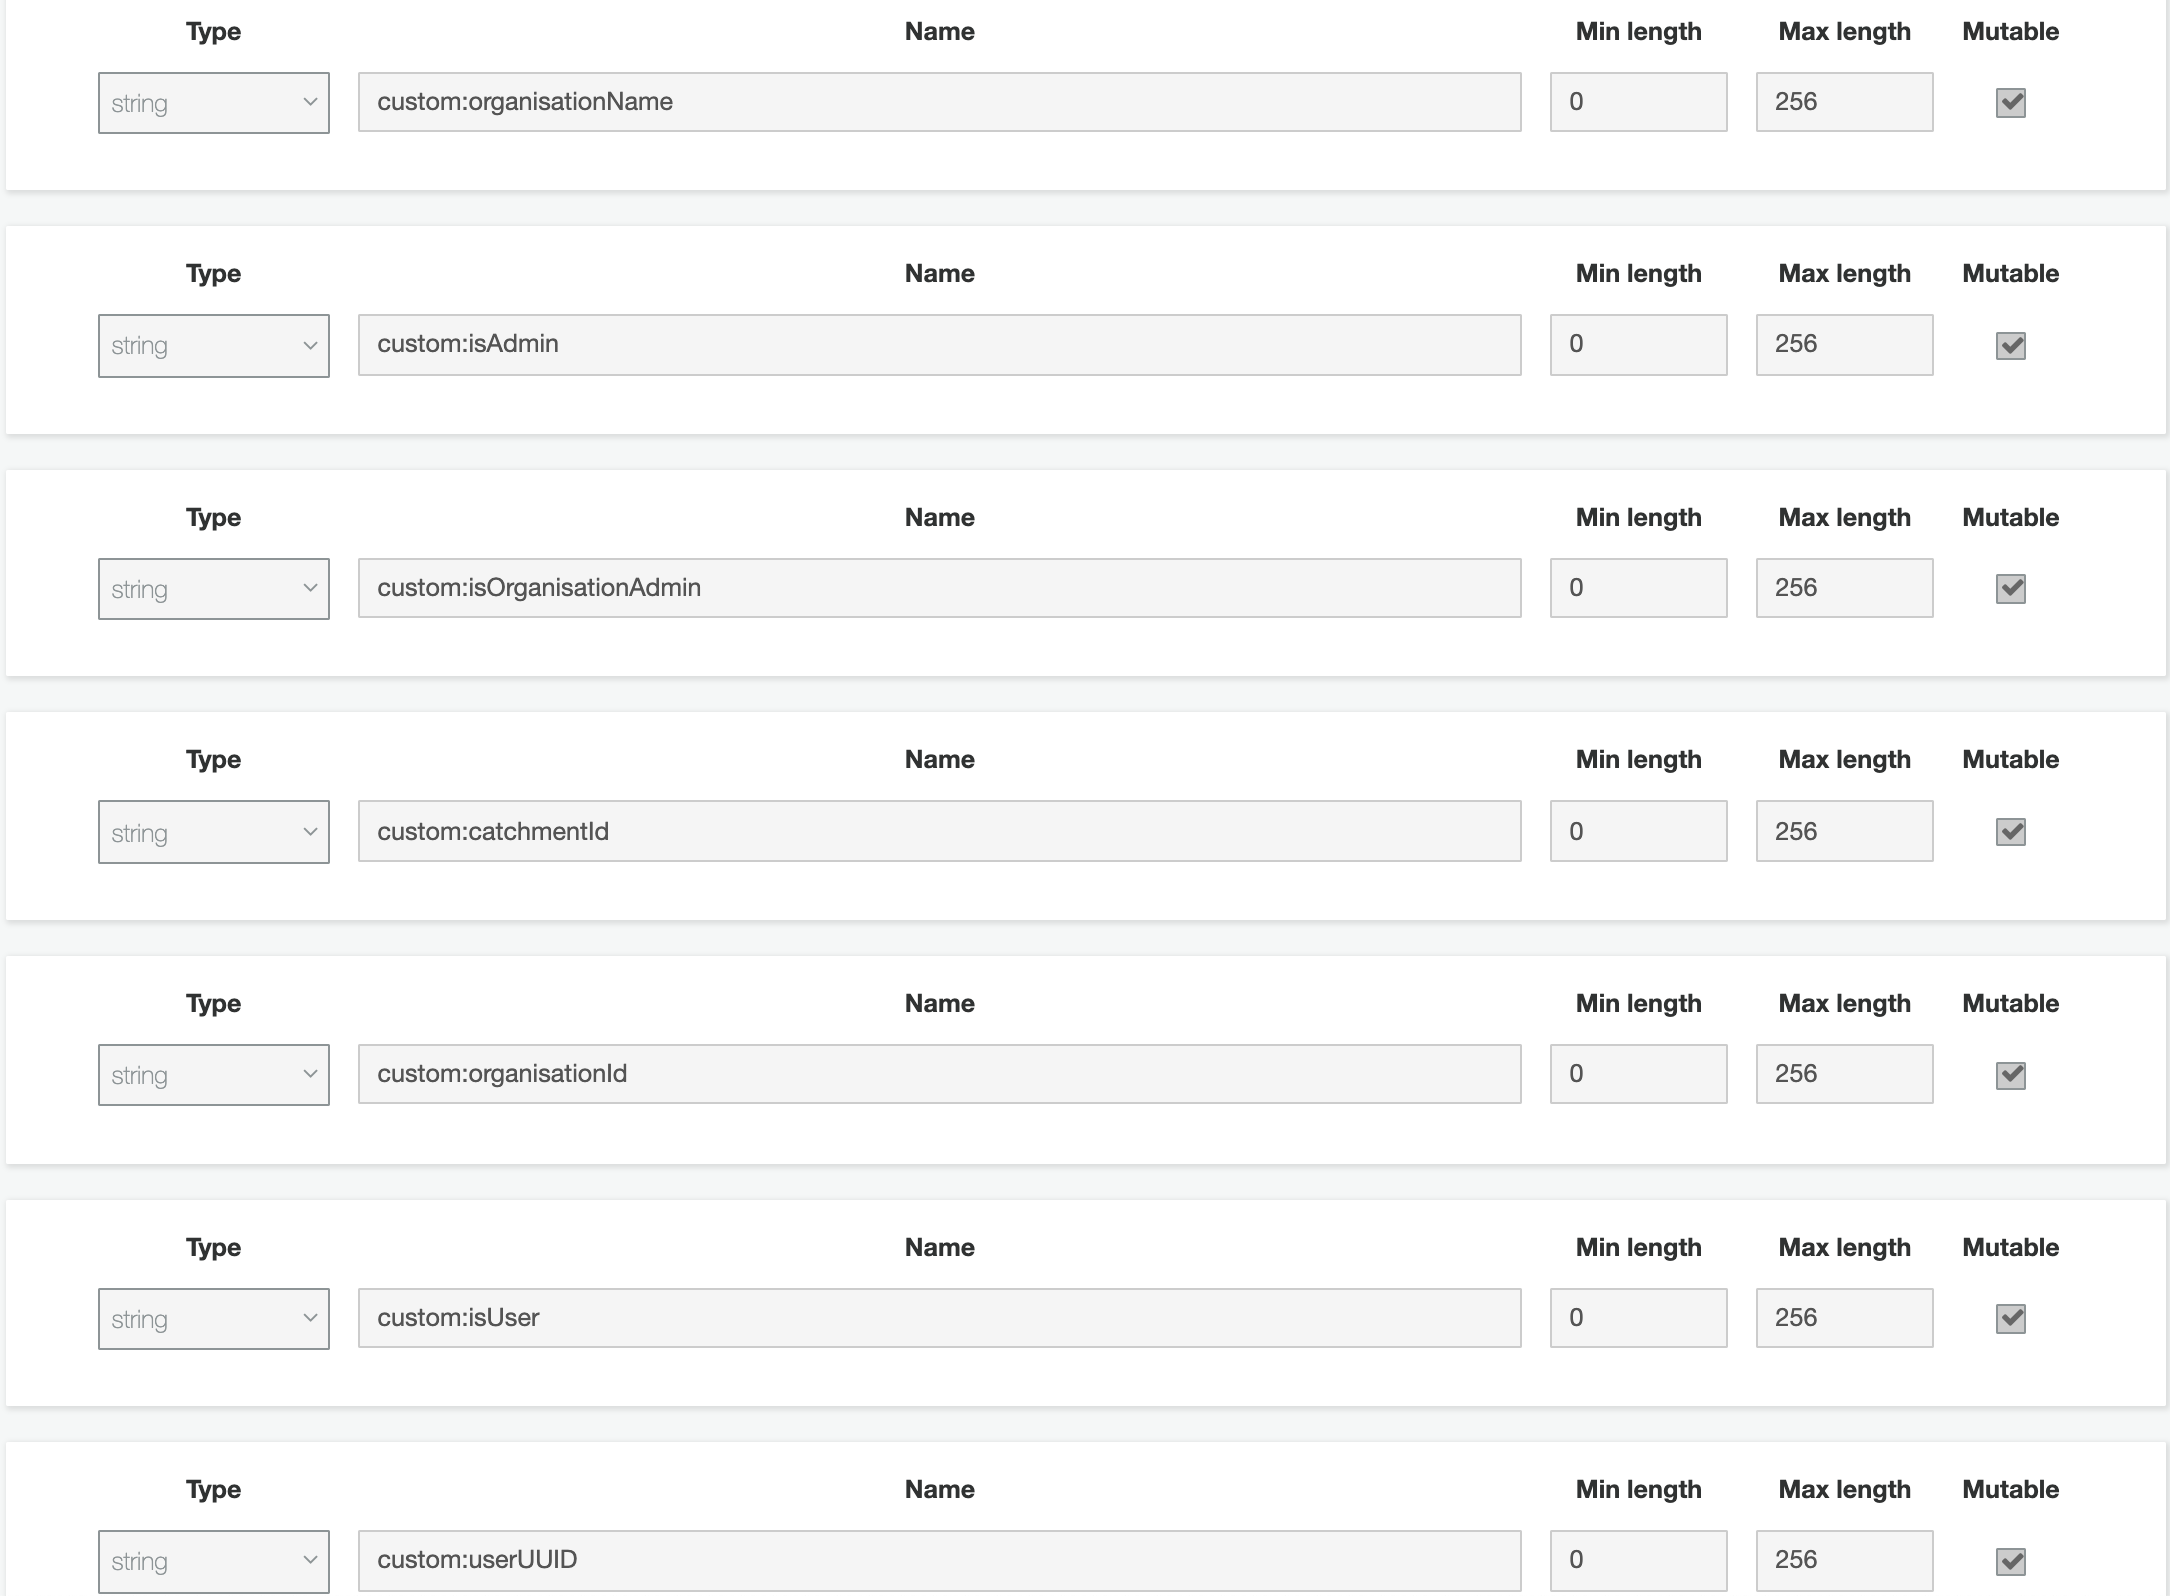 Type Name Min length Max length Mutable
string custom:organisationName 0 256
Type Name Min length Max length Mutable
string custom:isAdmin 0 256
Type Name Min length Max length Mutable
string custom:isOrganisationAdmin 0 256
Type Name Min length Max length Mutable
string custom:catchmentId 0 256
Type Name Min length Max length Mutable
string custom:organisationId 0 256
Type Name Min length Max length Mutable
string custom:isUser 0 256
Type Name Min length Max length Mutable
string custom:userUUID 0 256